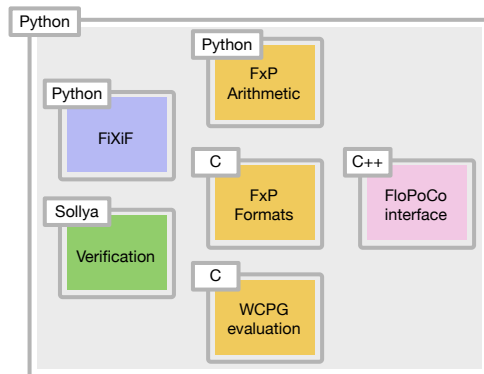 Python
Python
FxP
Arithmetic
Python
FiXiF
C
FxP
Formats
C++
FloPoCo
interface
Sollya
Verification
C
WCPG
evaluation